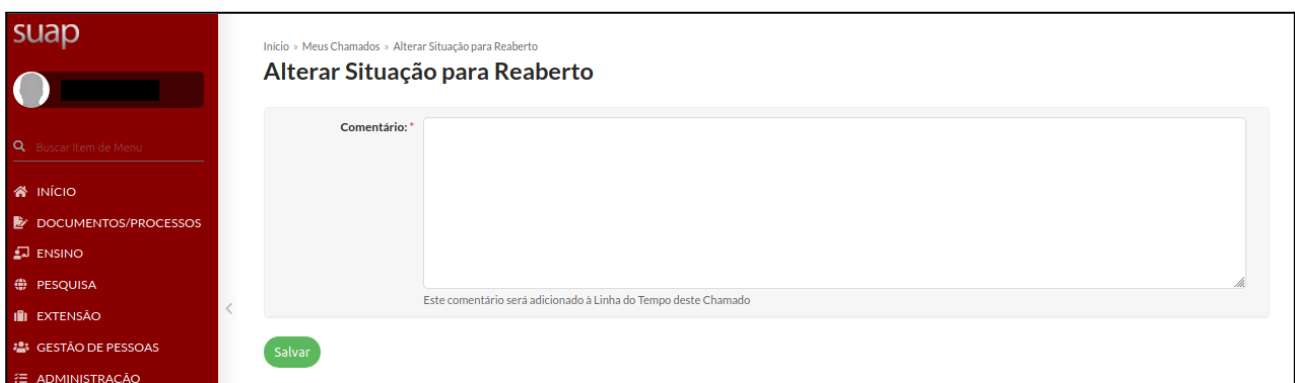 suap
Buscar Item de Menu
INÍCIO
DOCUMENTOS/PROCESSOS
ENSINO
PESQUISA
EXTENSÃO
GESTÃO DE PESSOAS
ADMINISTRAÇÃO
Início » Meus Chamados » Alterar Situação para Reaberto
Alterar Situação para Reaberto
Comentário: *
Este comentário será adicionado à Linha do Tempo deste Chamado
Salvar